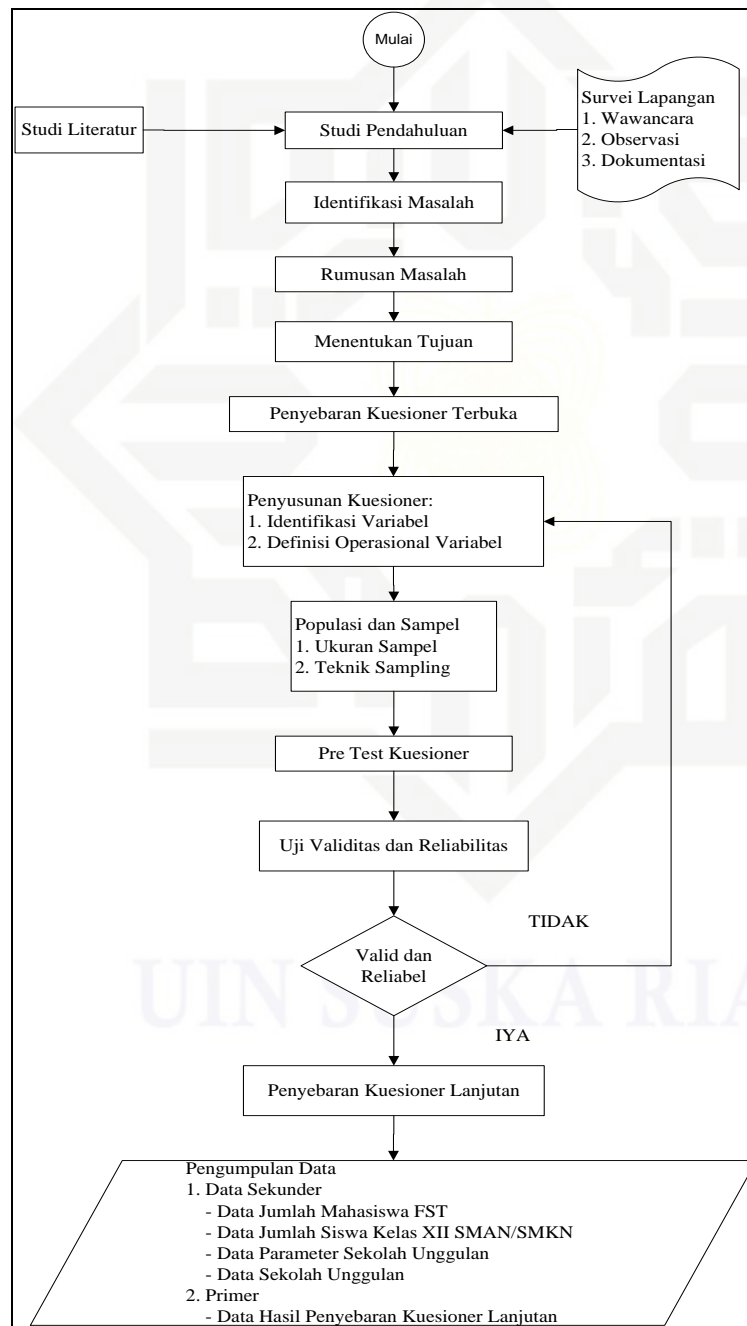 Mulai
Studi Literatur
Studi Pendahuluan
Survei Lapangan
1. Wawancara
2. Observasi
3. Dokumentasi
Identifikasi Masalah
Rumusan Masalah
Menentukan Tujuan
Penyebaran Kuesioner Terbuka
Penyusunan Kuesioner:
1. Identifikasi Variabel
2. Definisi Operasional Variabel
Populasi dan Sampel
1. Ukuran Sampel
2. Teknik Sampling
Pre Test Kuesioner
Uji Validitas dan Reliabilitas
TIDAK
Valid dan
Reliabel
UIN SUSKA RIA
IYA
Penyebaran Kuesioner Lanjutan
Pengumpulan Data
1. Data Sekunder
- Data Jumlah Mahasiswa FST
- Data Jumlah Siswa Kelas XII SMAN/SMKN
- Data Parameter Sekolah Unggulan
- Data Sekolah Unggulan
2. Primer
- Data Hasil Penyebaran Kuesioner Lanjutan